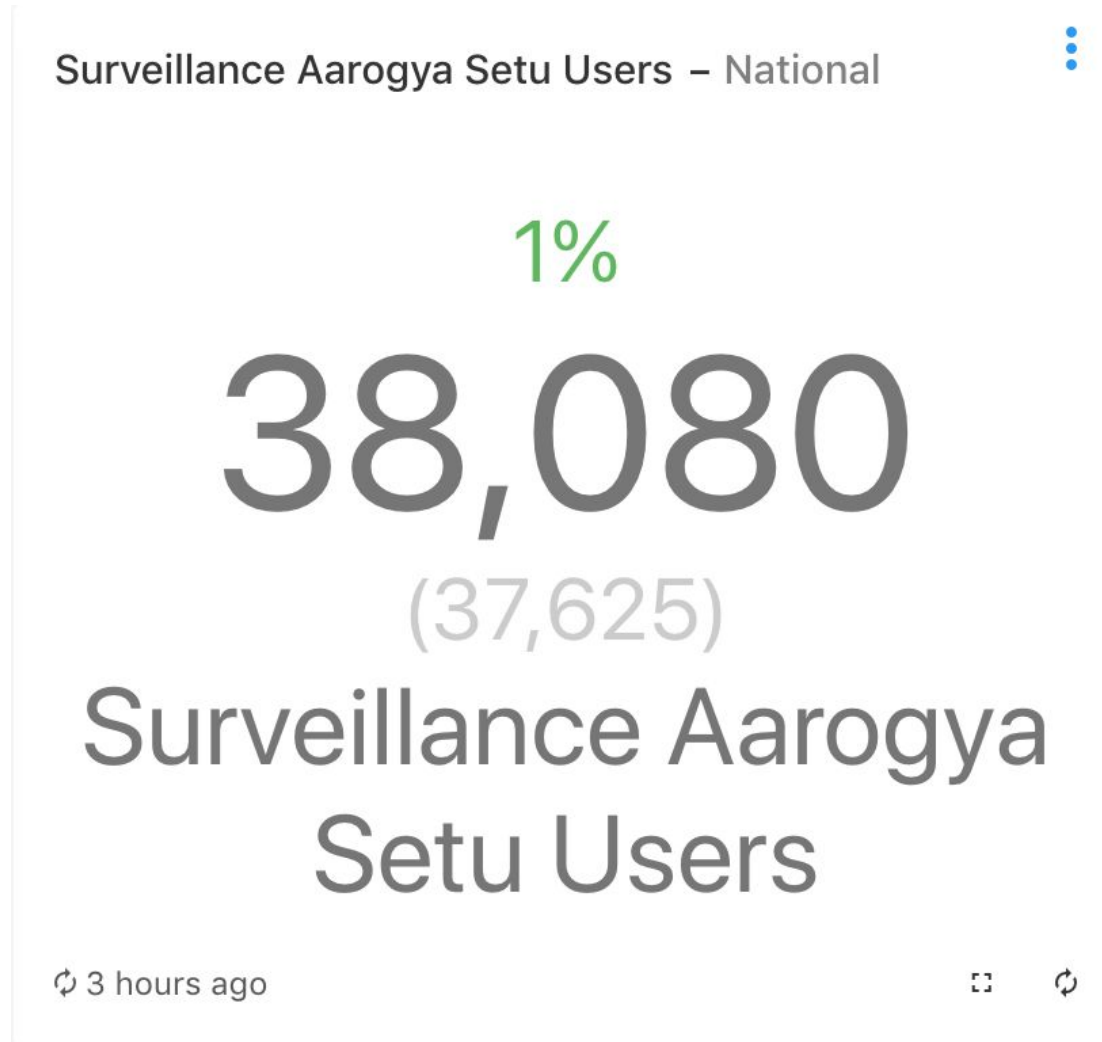 Surveillance Aarogya Setu Users – National
1%
38,080
(37,625)
Surveillance Aarogya
Setu Users
3 hours ago